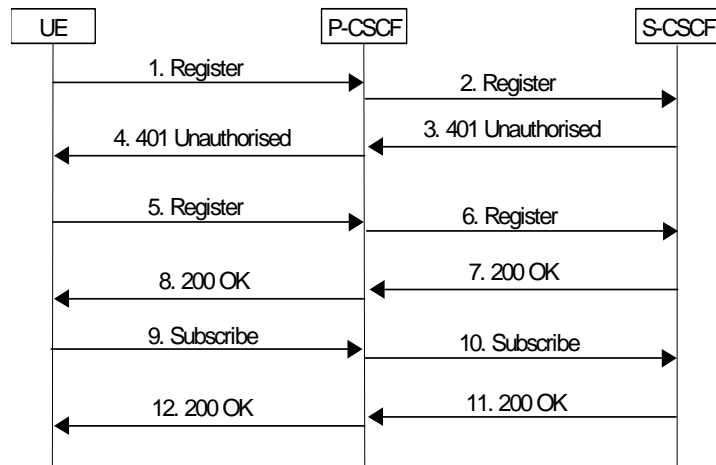 UE
P-CSCF
S-CSCF
1. Register
2. Register
3. 401 Unauthorised
4. 401 Unauthorised
5. Register
6. Register
7. 200 OK
8. 200 OK
9. Subscribe
10. Subscribe
11. 200 OK
12. 200 OK